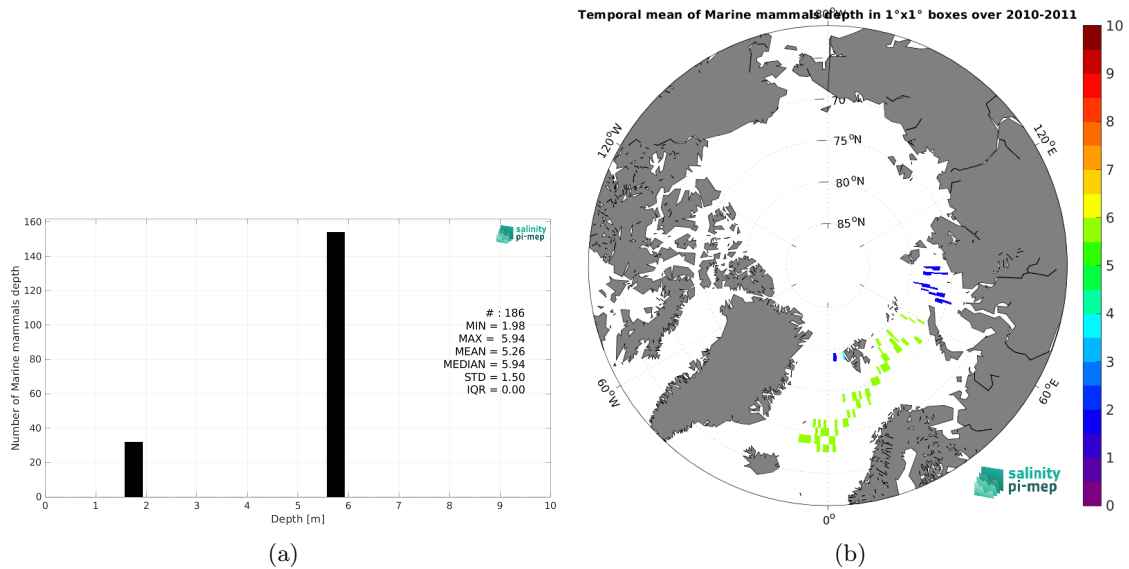 160
140
120
100
80
60
40
20
0
Number of Marine mammals depth
0 1 2 3 4 5 6 7 8 9 10
Depth [m]
salinity
pi-mep
# : 186
MIN = 1.98
MAX = 5.94
MEAN = 5.26
MEDIAN = 5.94
STD = 1.50
IQR = 0.00
(a)
Temporal mean of Marine mammals depth in 1°x1° boxes over 2010-2011
180°W
70°N
75°N
80°N
85°N
120°W
120°E
60°W
60°E
0°
salinity
pi-mep
10
9
8
7
6
5
4
3
2
1
0
(b)